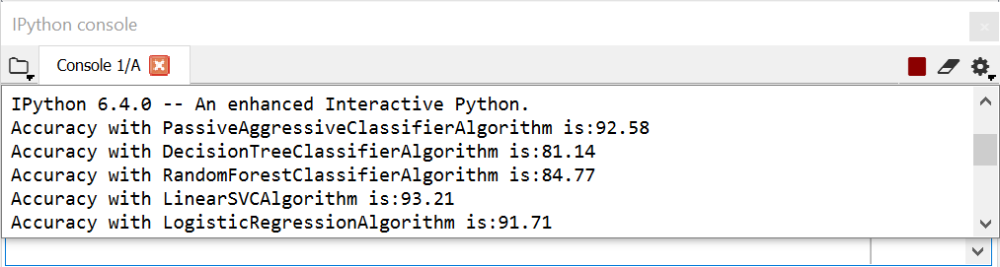 IPython console
Console 1/A
IPython 6.4.0 -- An enhanced Interactive Python.
Accuracy with PassiveAggressiveClassifierAlgorithm is:92.58
Accuracy with DecisionTreeClassifierAlgorithm is:81.14
Accuracy with RandomForestClassifierAlgorithm is:84.77
Accuracy with LinearSVCAlgorithm is:93.21
Accuracy with LogisticRegressionAlgorithm is:91.71